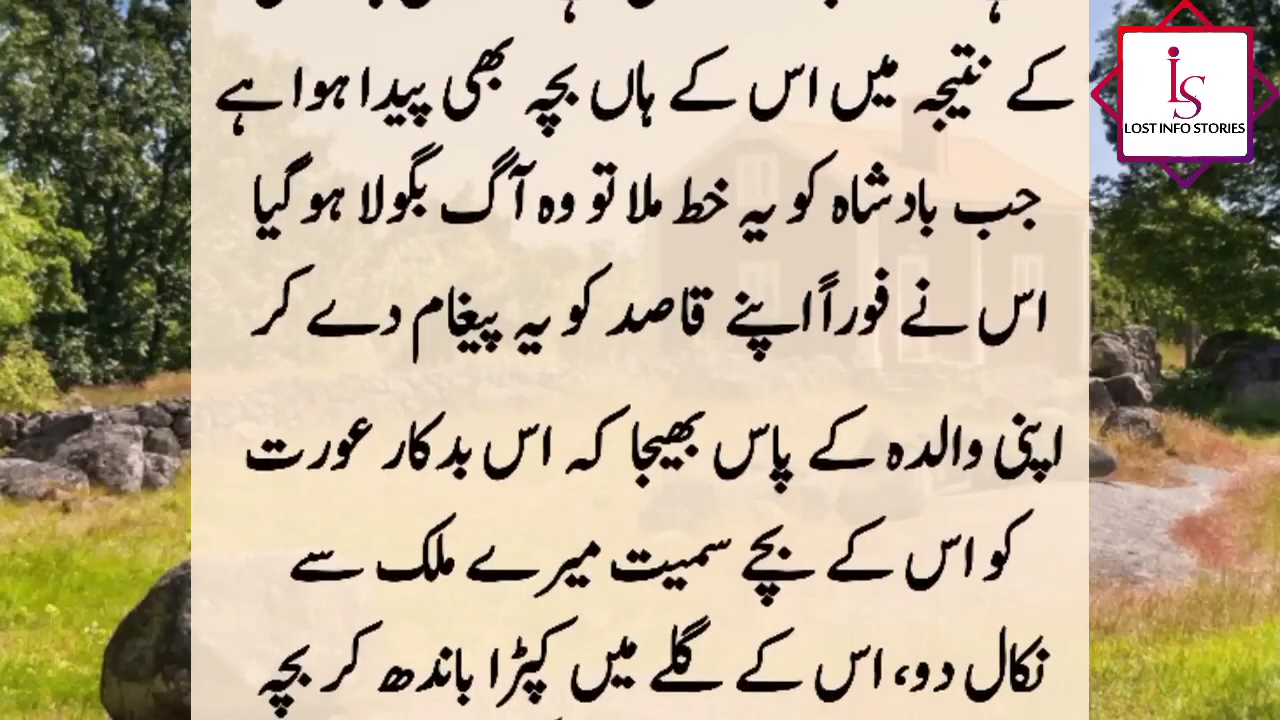 کے نتیجہ میں اس کے ہاں بچہ بھی پیدا ہوا ہے
جب بادشاہ کو یہ خط ملا تو وہ آگ بگولا ہو گیا
اس نے فوراً اپنے قاصد کو یہ پیغام دے کر
اپنی والدہ کے پاس بھیجا کہ اس بدکار عورت
کو اس کے بچے سمیت میرے ملک سے
نکال دو، اس کے گلے میں کپڑا باندھ کر بچہ
LS
LOST INFO STORIES